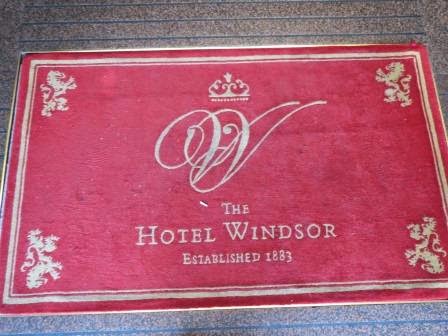 W
THE
HOTEL WINDSOR
ESTABLISHED 1883